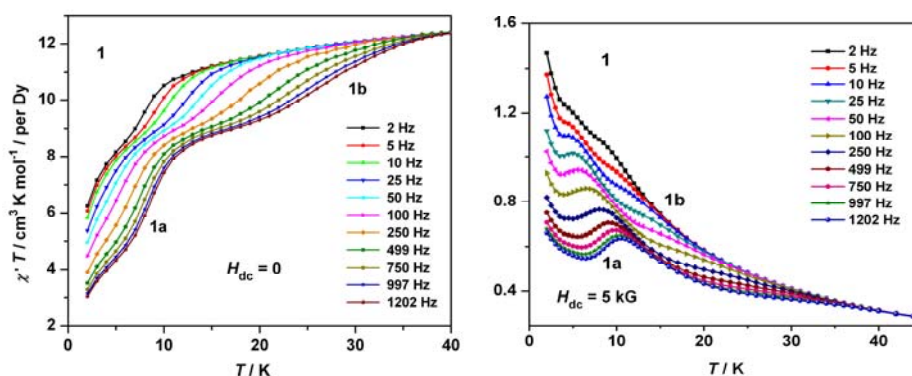 χ' T / cm³ K mol⁻¹ / per Dy
12
10
8
6
4
2
0
10
20
30
40
T / K
1
1a
1b
H_dc = 0
2 Hz
5 Hz
10 Hz
25 Hz
50 Hz
100 Hz
250 Hz
499 Hz
750 Hz
997 Hz
1202 Hz
1.6
1.2
0.8
0.4
0
10
20
30
40
T / K
1
1b
1a
H_dc = 5 kG
2 Hz
5 Hz
10 Hz
25 Hz
50 Hz
100 Hz
250 Hz
499 Hz
750 Hz
997 Hz
1202 Hz